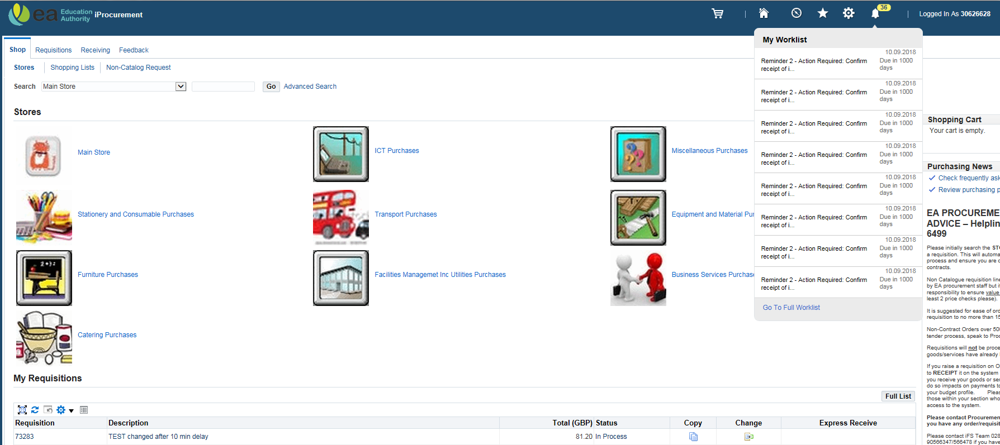 ea Education Authority iProcurement
36
Logged In As 30626628
Shop Requisitions Receiving Feedback
Stores Shopping Lists Non-Catalog Request
Search Main Store Go Advanced Search
Stores
Main Store
ICT Purchases
Miscellaneous Purchases
Stationery and Consumable Purchases
Transport Purchases
Equipment and Material Pur
Furniture Purchases
Facilities Managemet Inc Utilities Purchases
Business Services Purchase
Catering Purchases
My Worklist
10.09.2018
Reminder 2 - Action Required: Confirm Due in 1000
receipt of i... days
10.09.2018
Reminder 2 - Action Required: Confirm Due in 1000
receipt of i... days
10.09.2018
Reminder 2 - Action Required: Confirm Due in 1000
receipt of i... days
10.09.2018
Reminder 2 - Action Required: Confirm Due in 1000
receipt of i... days
10.09.2018
Reminder 2 - Action Required: Confirm Due in 1000
receipt of i... days
10.09.2018
Reminder 2 - Action Required: Confirm Due in 1000
receipt of i... days
10.09.2018
Reminder 2 - Action Required: Confirm Due in 1000
receipt of i... days
10.09.2018
Reminder 2 - Action Required: Confirm Due in 1000
receipt of i... days
Go To Full Worklist
Shopping Cart
Your cart is empty.
Purchasing News
Check frequently ask
Review purchasing p
EA PROCUREME
ADVICE – Helplin
6499
Please initially search the STO
a requisition. This will automa
process and ensure you are c
contracts.
Non Catalogue requisition line
by EA procurement staff but it
responsibility to ensure value
least 2 price checks please).
It is suggested for ease of ord
requisition to no more than 15
Non-Contract Orders over 500
tender process, speak to Proc
Requisitions will not be proce
goods/services have already
If you raise a requisition on O
to RECEIPT it on the system
you receive your goods or ser
do so impacts on payments to
your budget profile. Pleas
those within your section who
access to the system.
Please contact Procuremen
you have any order/requisit
Please contact iFS Team 028
90566347/566478 if you have
My Requisitions
Full List
Requisition Description Total (GBP) Status Copy Change Express Receive
73283 TEST changed after 10 min delay 81.20 In Process